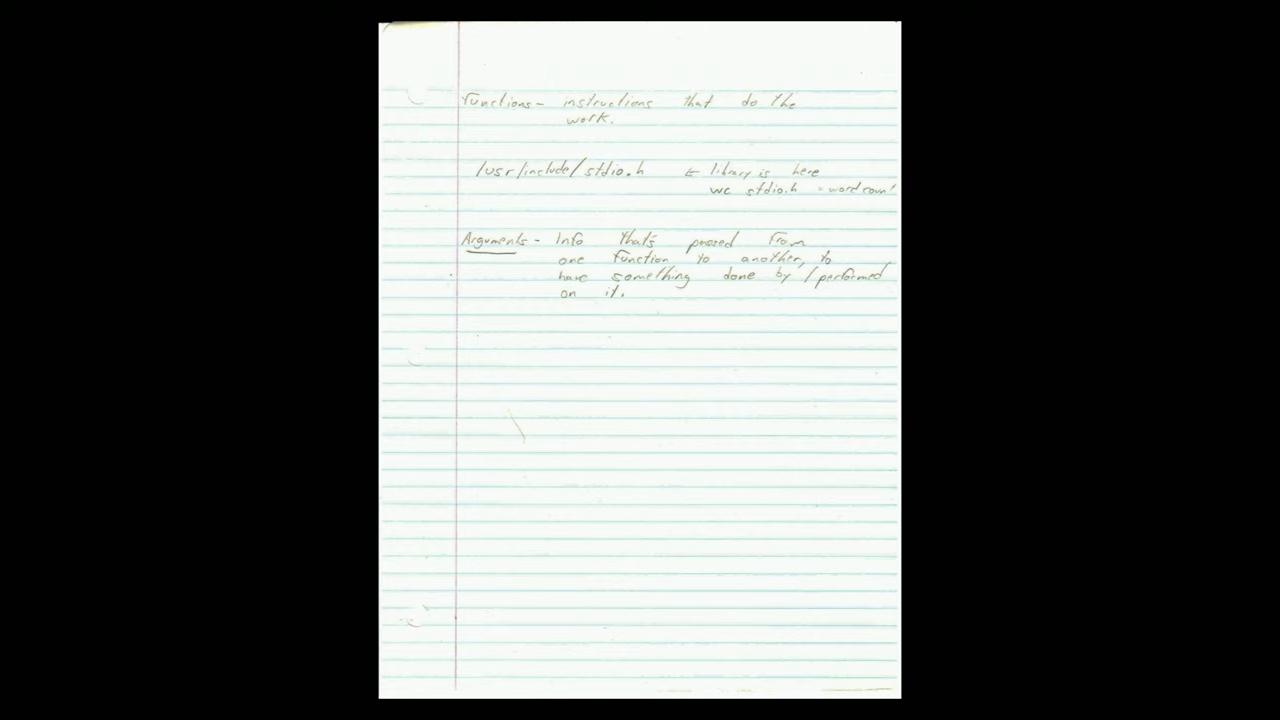 Functions - instructions that do the
work.
/usr/include/stdio.h ← library is here
wc stdio.h = word count
Arguments - Info that's passed from
one function to another, to
have something done by / performed
on it.